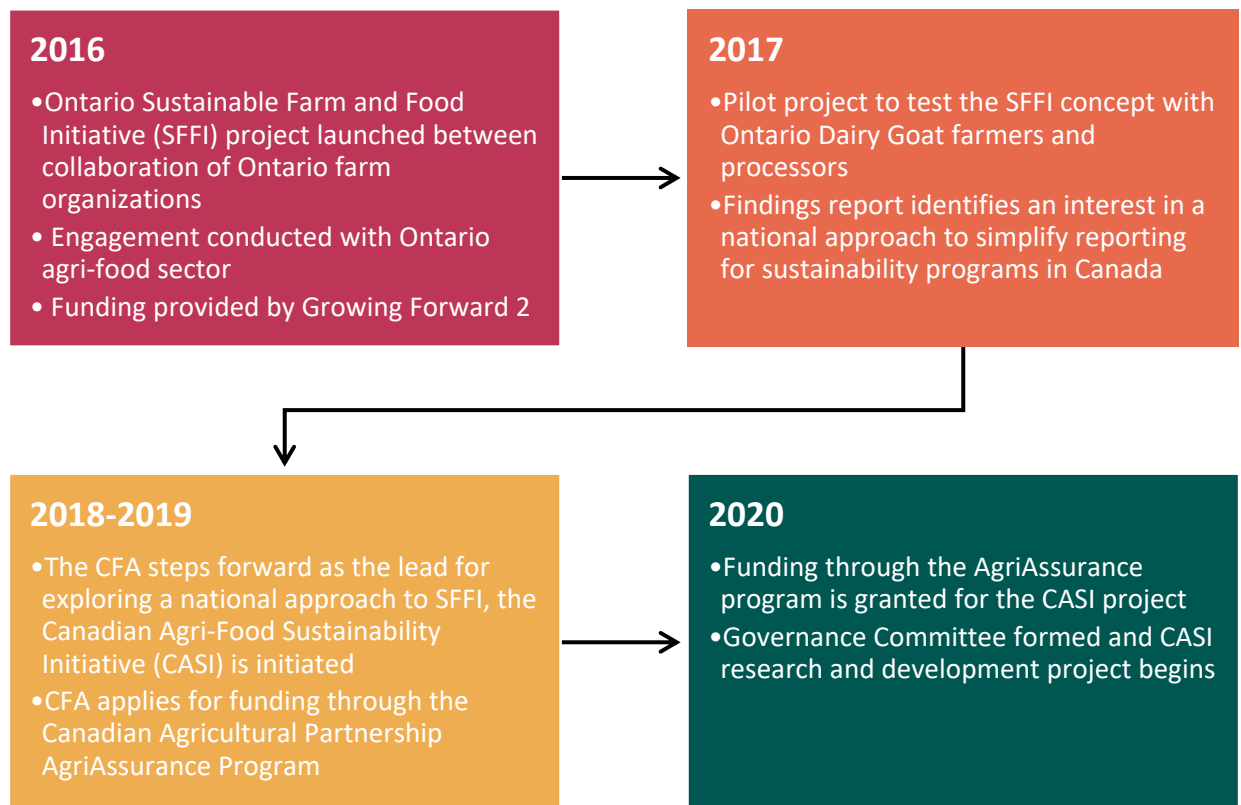 2016
•Ontario Sustainable Farm and Food
Initiative (SFFI) project launched between
collaboration of Ontario farm
organizations
• Engagement conducted with Ontario
agri-food sector
• Funding provided by Growing Forward 2
2017
•Pilot project to test the SFFI concept with
Ontario Dairy Goat farmers and
processors
•Findings report identifies an interest in a
national approach to simplify reporting
for sustainability programs in Canada
2018-2019
•The CFA steps forward as the lead for
exploring a national approach to SFFI, the
Canadian Agri-Food Sustainability
Initiative (CASI) is initiated
•CFA applies for funding through the
Canadian Agricultural Partnership
AgriAssurance Program
2020
•Funding through the AgriAssurance
program is granted for the CASI project
•Governance Committee formed and CASI
research and development project begins